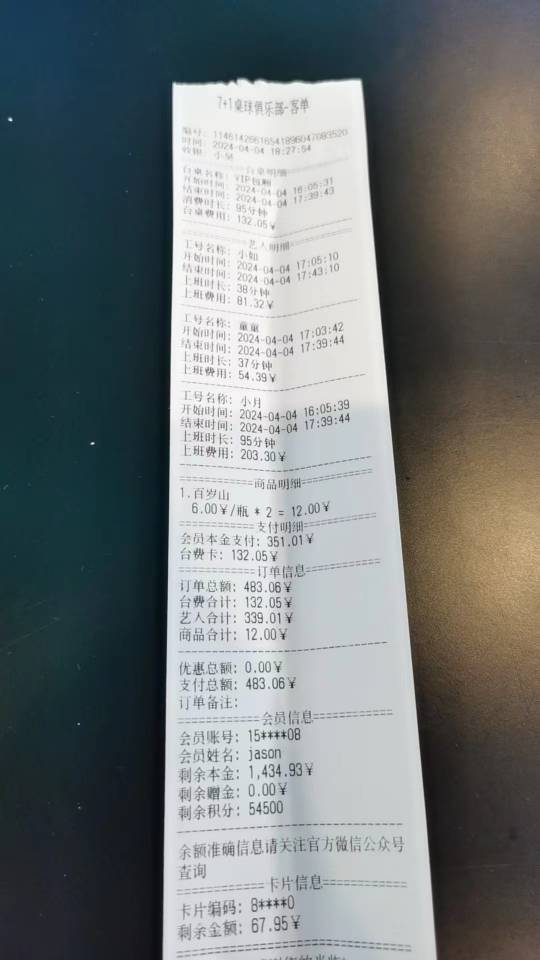 7+1桌球俱乐部-客单
编号: 1146142661654189604708352​0
时间: 2024-04-04 18:27:54
收银: 小吴
============台桌明细============
台桌名称: VIP包厢
开始时间: 2024-04-04 16:05:31
结束时间: 2024-04-04 17:39:43
消费时长: 95分钟
台桌费用: 132.05¥
============艺人明细============
工号名称: 小如
开始时间: 2024-04-04 17:05:10
结束时间: 2024-04-04 17:43:10
上班时长: 38分钟
上班费用: 81.32¥
--------------------------------
工号名称: 童童
开始时间: 2024-04-04 17:03:42
结束时间: 2024-04-04 17:39:44
上班时长: 37分钟
上班费用: 54.39¥
--------------------------------
工号名称: 小月
开始时间: 2024-04-04 16:05:39
结束时间: 2024-04-04 17:39:44
上班时长: 95分钟
上班费用: 203.30¥
--------------------------------
============商品明细============
1.百岁山
6.00¥/瓶 * 2 = 12.00¥
============支付明细============
会员本金支付: 351.01¥
台费卡: 132.05¥
============订单信息============
订单总额: 483.06¥
台费合计: 132.05¥
艺人合计: 339.01¥
商品合计: 12.00¥
--------------------------------
优惠总额: 0.00¥
支付总额: 483.06¥
订单备注:
============会员信息============
会员账号: 15****08
会员姓名: jason
剩余本金: 1,434.93¥
剩余赠金: 0.00¥
剩余积分: 54500
--------------------------------
余额准确信息请关注官方微信公众号
查询
============卡片信息============
卡片编码: 8****0
剩余金额: 67.95¥
================================